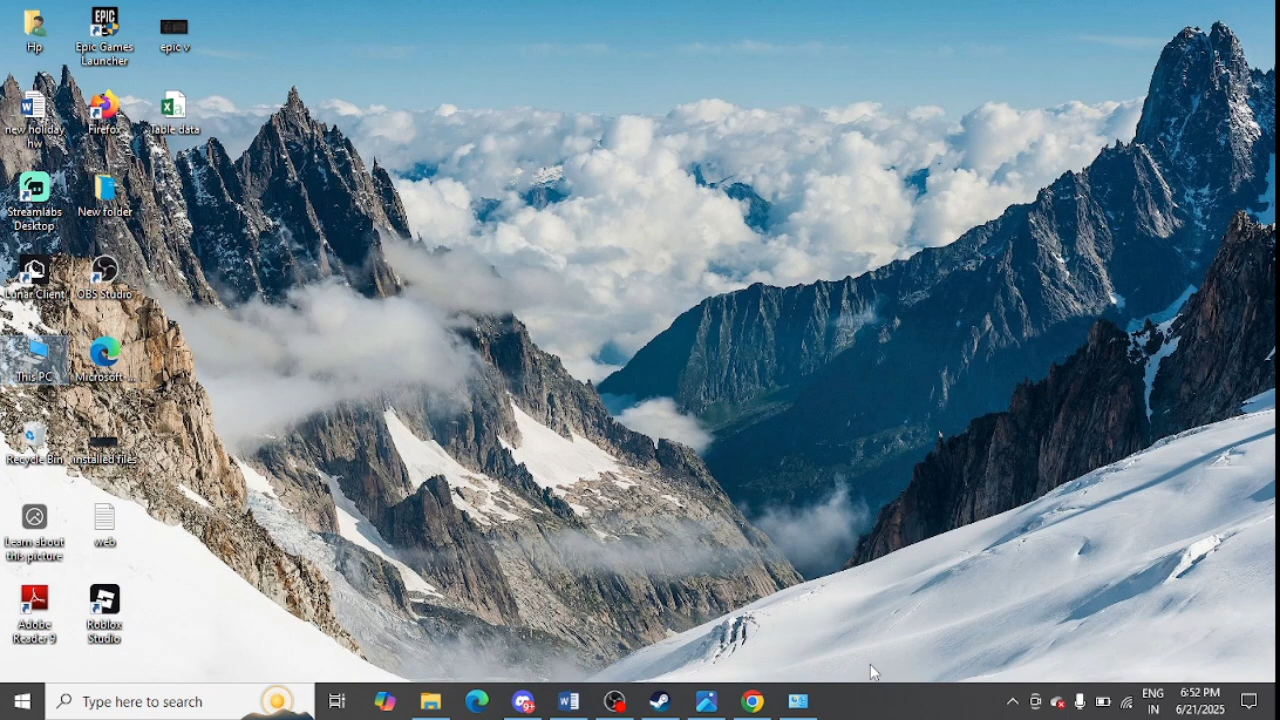 Hp
EPIC
Epic Games
Launcher
epic v
new holiday
hw
Firefox
Table data
Streamlabs
Desktop
New folder
Lunar Client
OBS Studio
This PC
Microsoft ...
Recycle Bin
installed files
Learn about
this picture
web
Adobe
Reader 9
Roblox
Studio
Type here to search
9+
ENG
IN
6:52 PM
6/21/2025